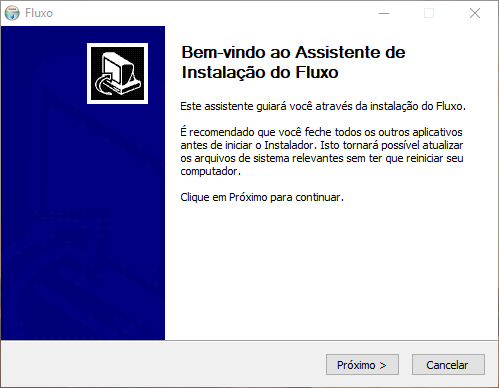 Fluxo
Bem-vindo ao Assistente de
Instalação do Fluxo
Este assistente guiará você através da instalação do Fluxo.
É recomendado que você feche todos os outros aplicativos
antes de iniciar o Instalador. Isto tornará possível atualizar
os arquivos de sistema relevantes sem ter que reiniciar seu
computador.
Clique em Próximo para continuar.
Próximo >
Cancelar